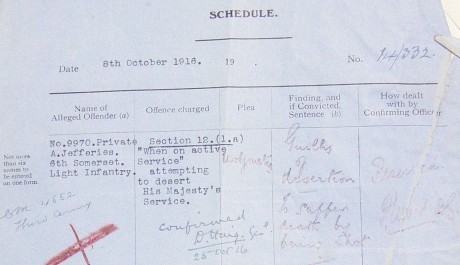 SCHEDULE.
Date 8th October 1916. 19 . No. 14/332
Name of
Alleged Offender (a)
Offence charged
Plea
Finding, and
if Convicted,
Sentence (b)
How dealt
with by
Confirming Officer
Not more
than six
names to
be entered
on one form.
No.9970.Private
A.Jefferies.
6th Somerset.
Light Infantry.
Section 12.(1.a)
"When on active
Service"
attempting
to desert
His Majesty's
Service.
Not guilty
Guilty
of
desertion
To suffer
death by
being shot
Reserved
confirmed
D. Haig. Gen
25 Oct 16